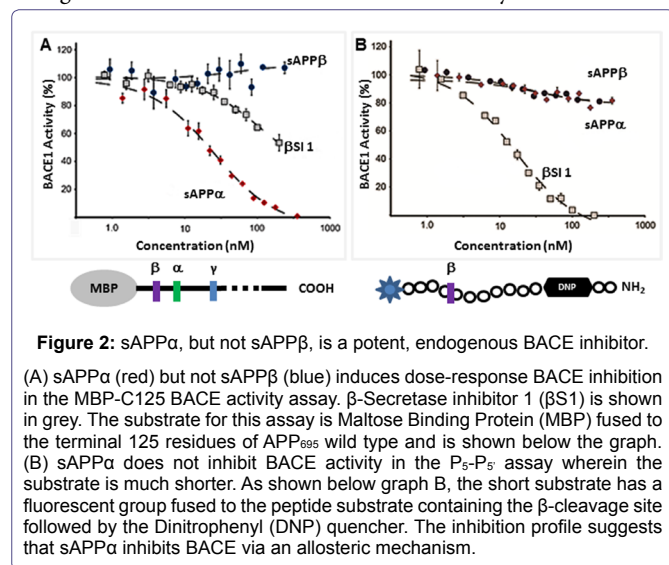 A
B
120
100
80
60
40
20
BACE1 Activity (%)
1.0
10
100
1000
Concentration (nM)
sAPPβ
βSI 1
sAPPα
120
100
80
60
40
20
BACE1 Activity (%)
1.0
10
100
1000
Concentration (nM)
sAPPβ
sAPPα
βSI 1
MBP
β
α
γ
COOH
β
DNP
NH₂
Figure 2: sAPPα, but not sAPPβ, is a potent, endogenous BACE inhibitor.
(A) sAPPα (red) but not sAPPβ (blue) induces dose-response BACE inhibition
in the MBP-C125 BACE activity assay. β-Secretase inhibitor 1 (βS1) is shown
in grey. The substrate for this assay is Maltose Binding Protein (MBP) fused to
the terminal 125 residues of APP₆₉₅ wild type and is shown below the graph.
(B) sAPPα does not inhibit BACE activity in the P₅-P₅' assay wherein the
substrate is much shorter. As shown below graph B, the short substrate has a
fluorescent group fused to the peptide substrate containing the β-cleavage site
followed by the Dinitrophenyl (DNP) quencher. The inhibition profile suggests
that sAPPα inhibits BACE via an allosteric mechanism.